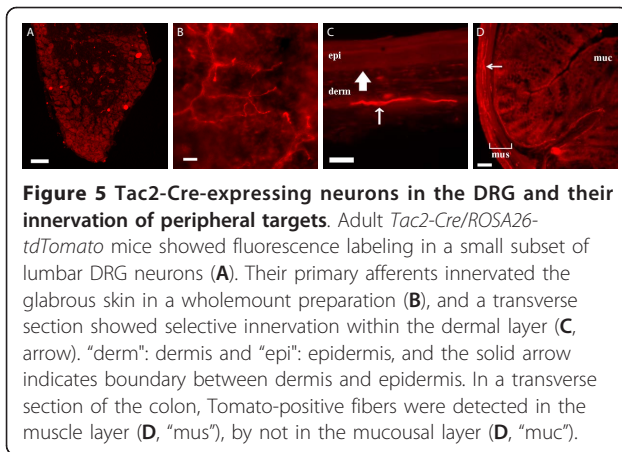 A
B
C
epi
derm
D
muc
mus
Figure 5 Tac2-Cre-expressing neurons in the DRG and their
innervation of peripheral targets. Adult Tac2-Cre/ROSA26-
tdTomato mice showed fluorescence labeling in a small subset of
lumbar DRG neurons (A). Their primary afferents innervated the
glabrous skin in a wholemount preparation (B), and a transverse
section showed selective innervation within the dermal layer (C,
arrow). “derm": dermis and “epi": epidermis, and the solid arrow
indicates boundary between dermis and epidermis. In a transverse
section of the colon, Tomato-positive fibers were detected in the
muscle layer (D, “mus”), by not in the mucousal layer (D, “muc”).